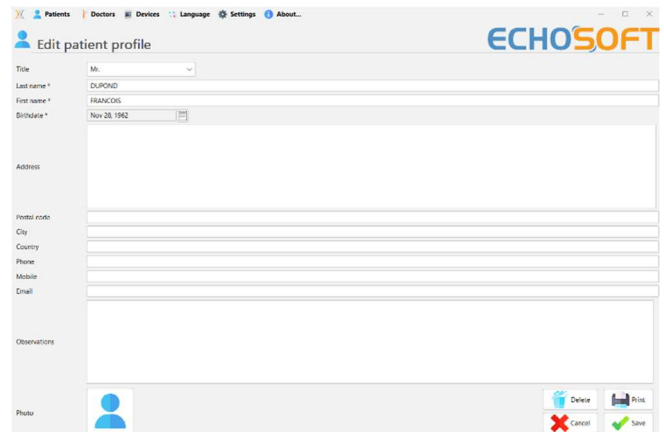 Patients Doctors Devices Language Settings About...
Edit patient profile
ECHOSOFT
Title Mr.
Last name * DUPOND
First name * FRANCOIS
Birthdate * Nov 28, 1962
Address
Postal code
City
Country
Phone
Mobile
Email
Observations
Photo
Delete Print
Cancel Save